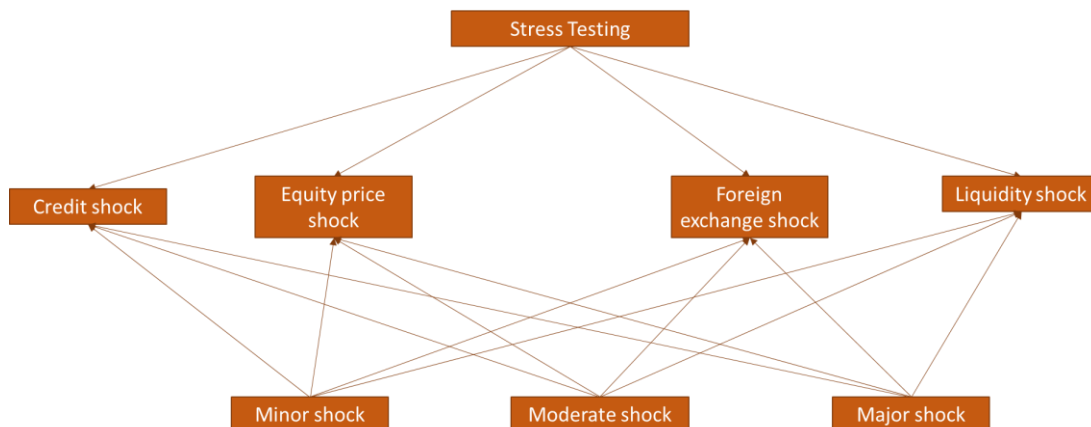 Stress Testing
Credit shock
Equity price
shock
Foreign
exchange shock
Liquidity shock
Minor shock
Moderate shock
Major shock